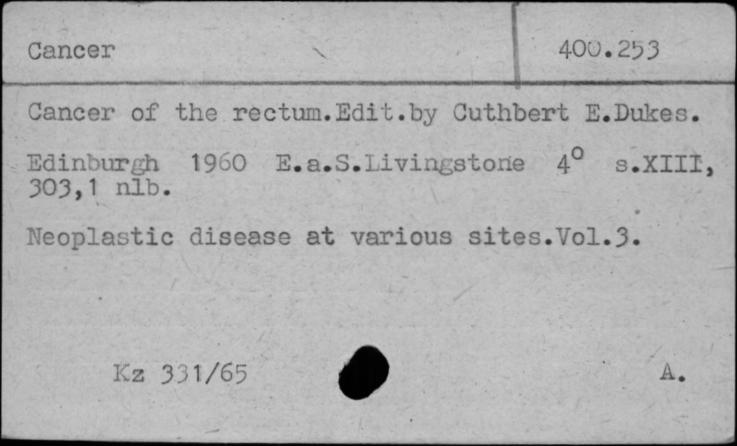 Cancer 400.253
Cancer of the rectum.Edit.by Cuthbert E.Dukes.
Edinburgh 1960 E.a.S.Livingstone 4° s.XIII,
303,1 nlb.
Neoplastic disease at various sites.Vol.3.
Kz 331/65 A.